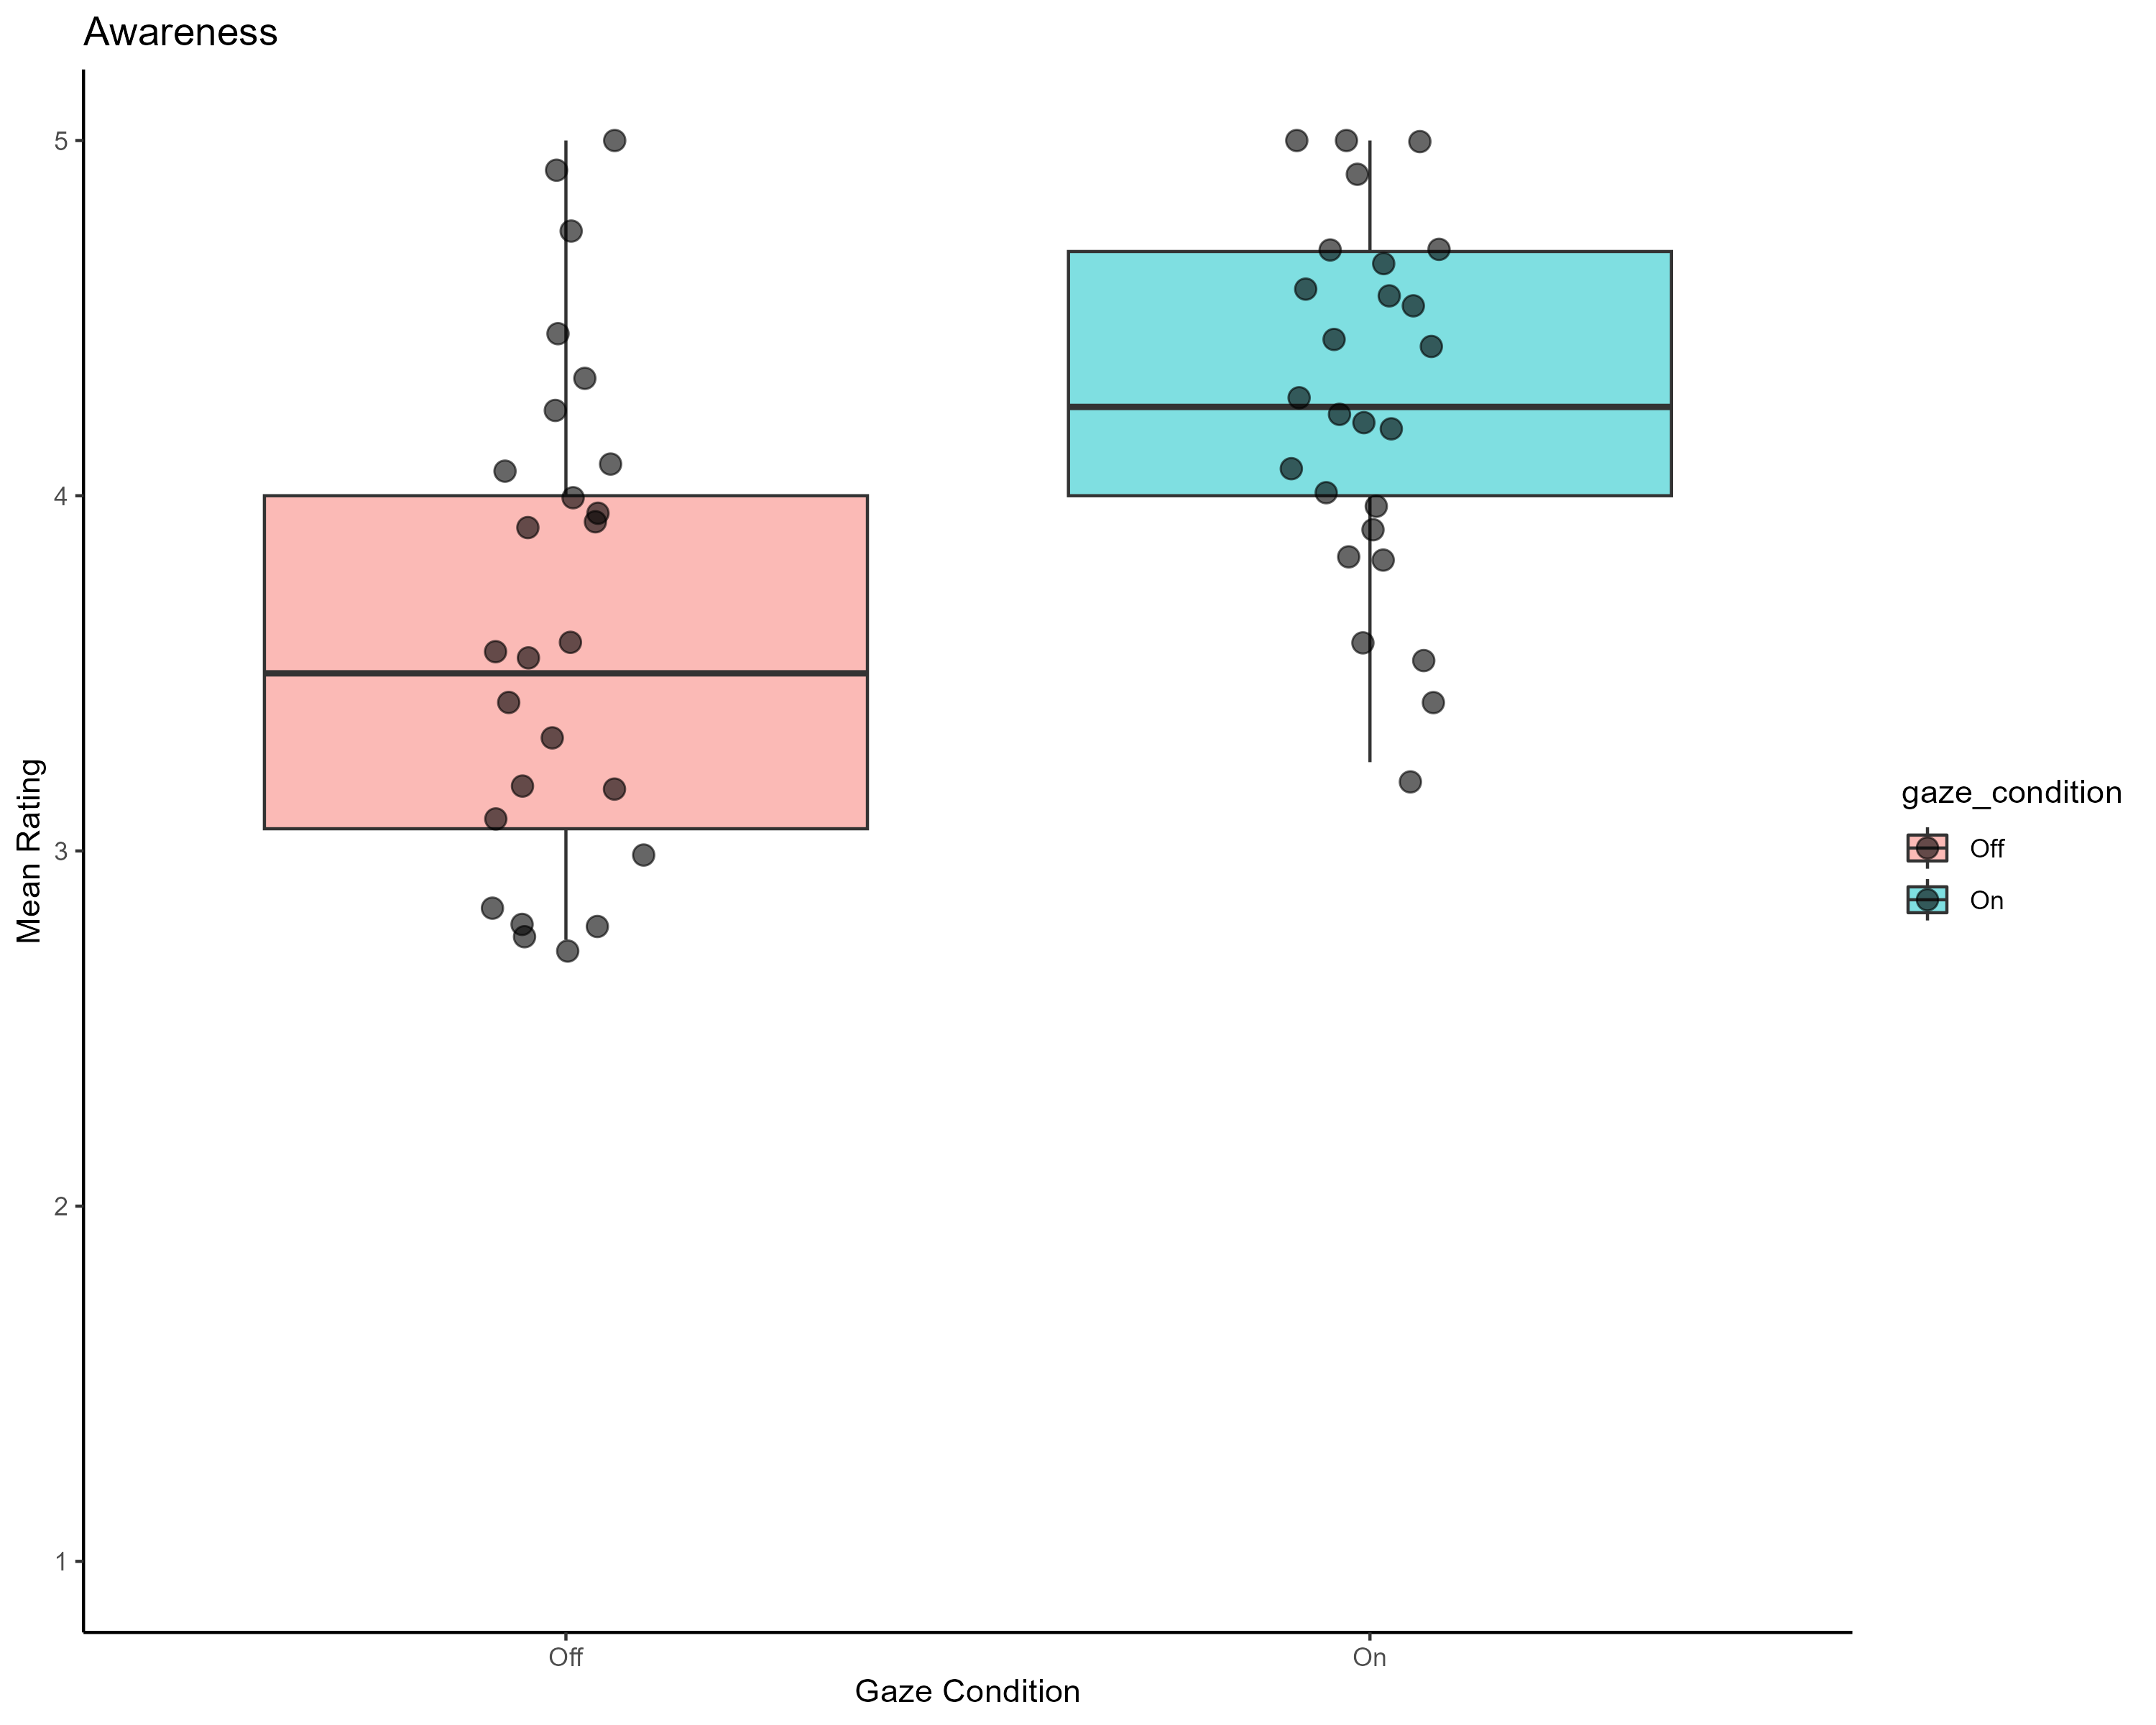 Awareness
5
4
3
2
1
Mean Rating
Off
On
Gaze Condition
gaze_condition
Off
On